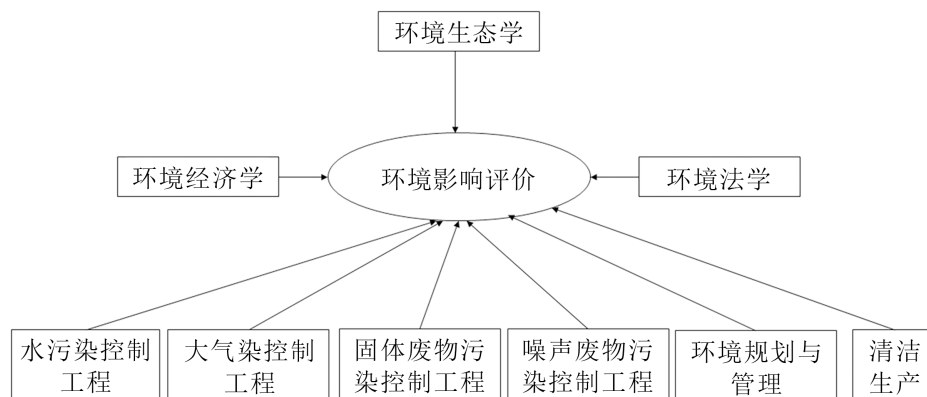 环境生态学
环境经济学
环境影响评价
环境法学
水污染控制
工程
大气染控制
工程
固体废物污
染控制工程
噪声废物污
染控制工程
环境规划与
管理
清洁
生产